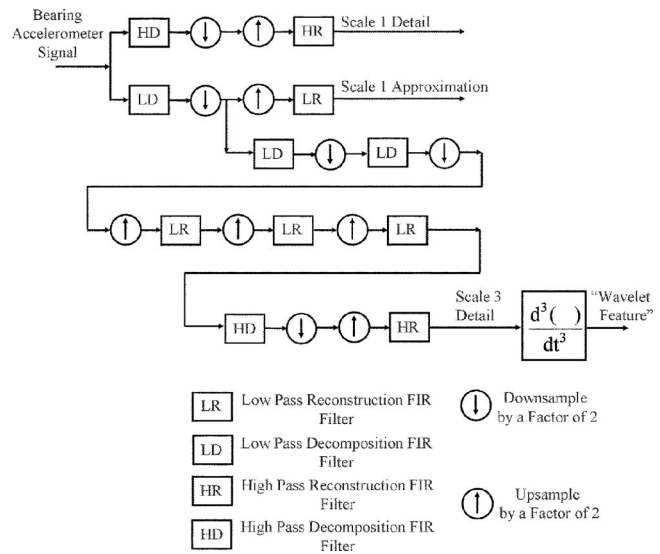 Bearing
Accelerometer
Signal
HD
HR
Scale 1 Detail
LD
LR
Scale 1 Approximation
LD
LD
LR
LR
LR
HD
HR
Scale 3
Detail
d³( )
dt³
"Wavelet
Feature"
LR
Low Pass Reconstruction FIR
Filter
LD
Low Pass Decomposition FIR
Filter
HR
High Pass Reconstruction FIR
Filter
HD
High Pass Decomposition FIR
Filter
Downsample
by a Factor of 2
Upsample
by a Factor of 2